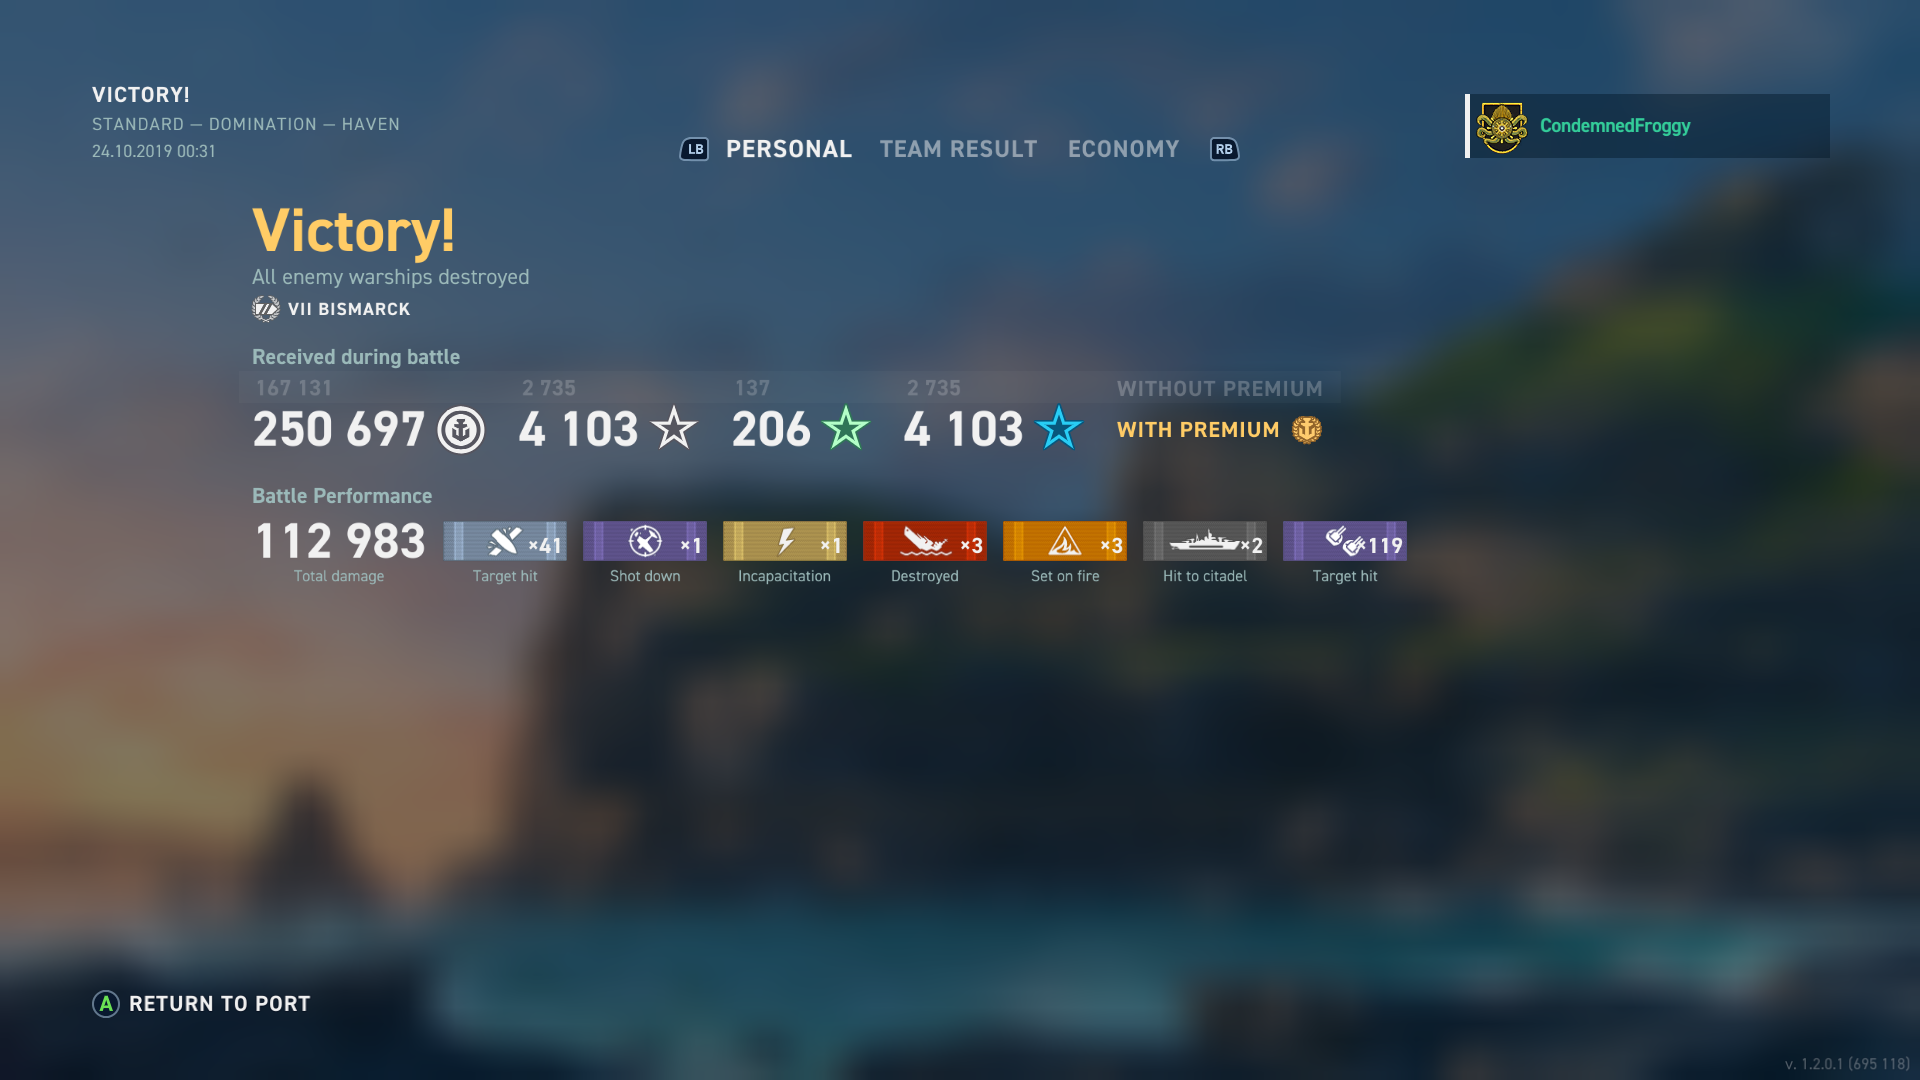 VICTORY!
STANDARD — DOMINATION — HAVEN
24.10.2019 00:31
LB PERSONAL TEAM RESULT ECONOMY RB
CondemnedFroggy
Victory!
All enemy warships destroyed
VII BISMARCK
Received during battle
167 131 2 735 137 2 735 WITHOUT PREMIUM
250 697 4 103 206 4 103 WITH PREMIUM
Battle Performance
112 983 ×41 ×1 ×1 ×3 ×3 ×2 ×119
Total damage Target hit Shot down Incapacitation Destroyed Set on fire Hit to citadel Target hit
A RETURN TO PORT
v. 1.2.0.1 (695 118)